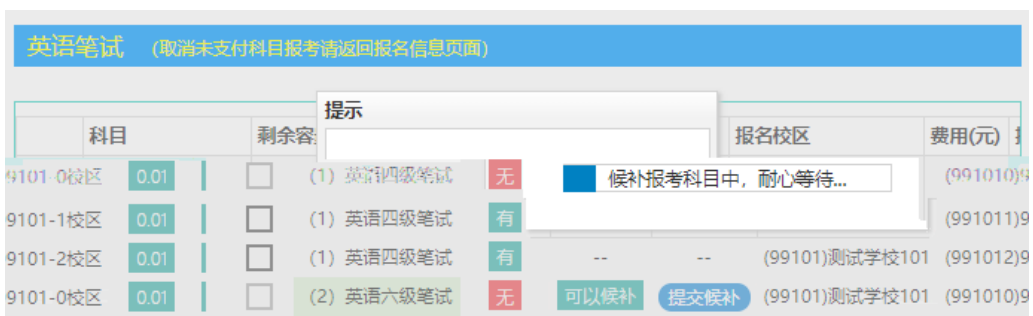 英语笔试 (取消未支付科目报考请返回报名信息页面)
提示
科目 剩余容 报名校区 费用(元)
9101-0校区 0.01 (1) 英语四级笔试 无 候补报考科目中，耐心等待... (991010)9
9101-1校区 0.01 (1) 英语四级笔试 有 (991011)9
9101-2校区 0.01 (1) 英语四级笔试 有 -- -- (99101)测试学校101 (991012)9
9101-0校区 0.01 (2) 英语六级笔试 无 可以候补 提交候补 (99101)测试学校101 (991010)9